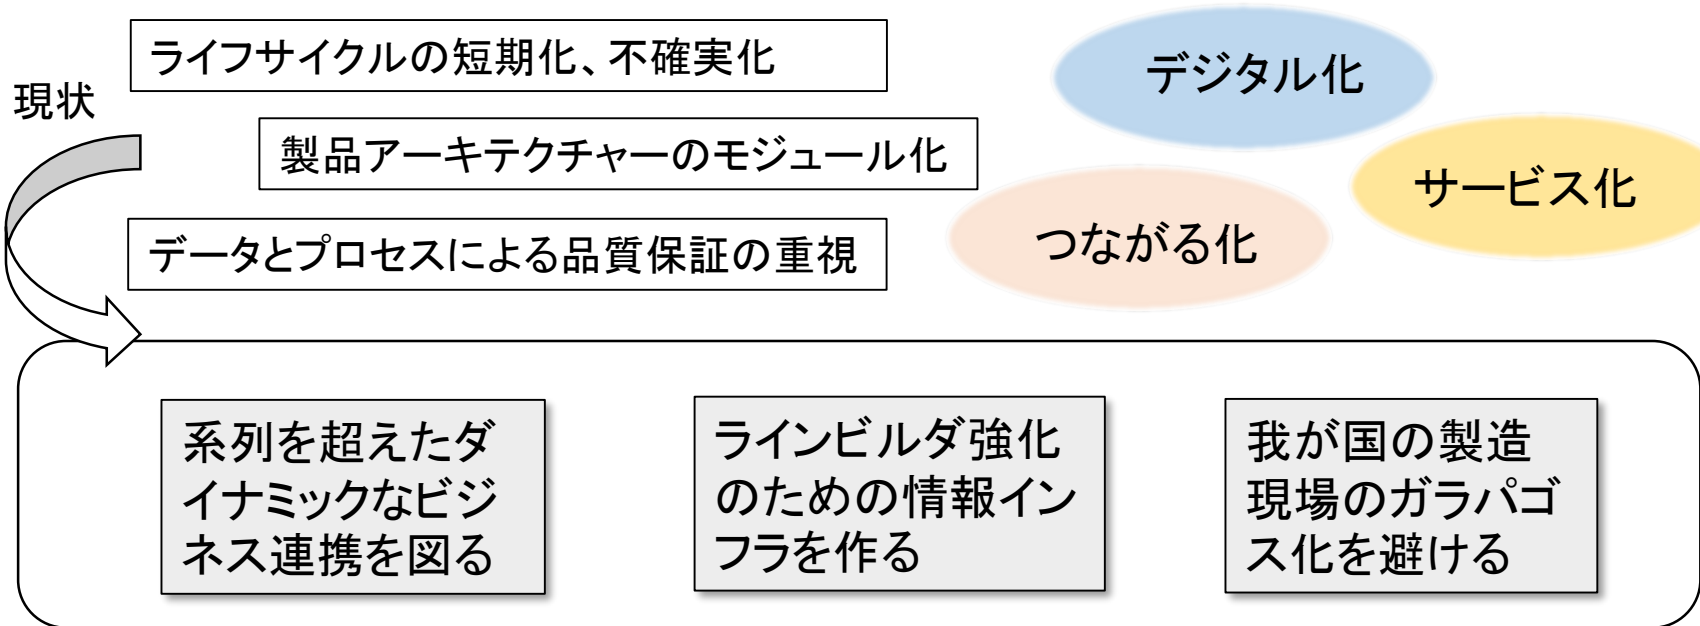 ライフサイクルの短期化、不確実化
デジタル化
現状
製品アーキテクチャーのモジュール化
サービス化
データとプロセスによる品質保証の重視
つながる化
系列を超えたダ
イナミックなビジ
ネス連携を図る
ラインビルダ強化
のための情報イン
フラを作る
我が国の製造
現場のガラパゴ
ス化を避ける